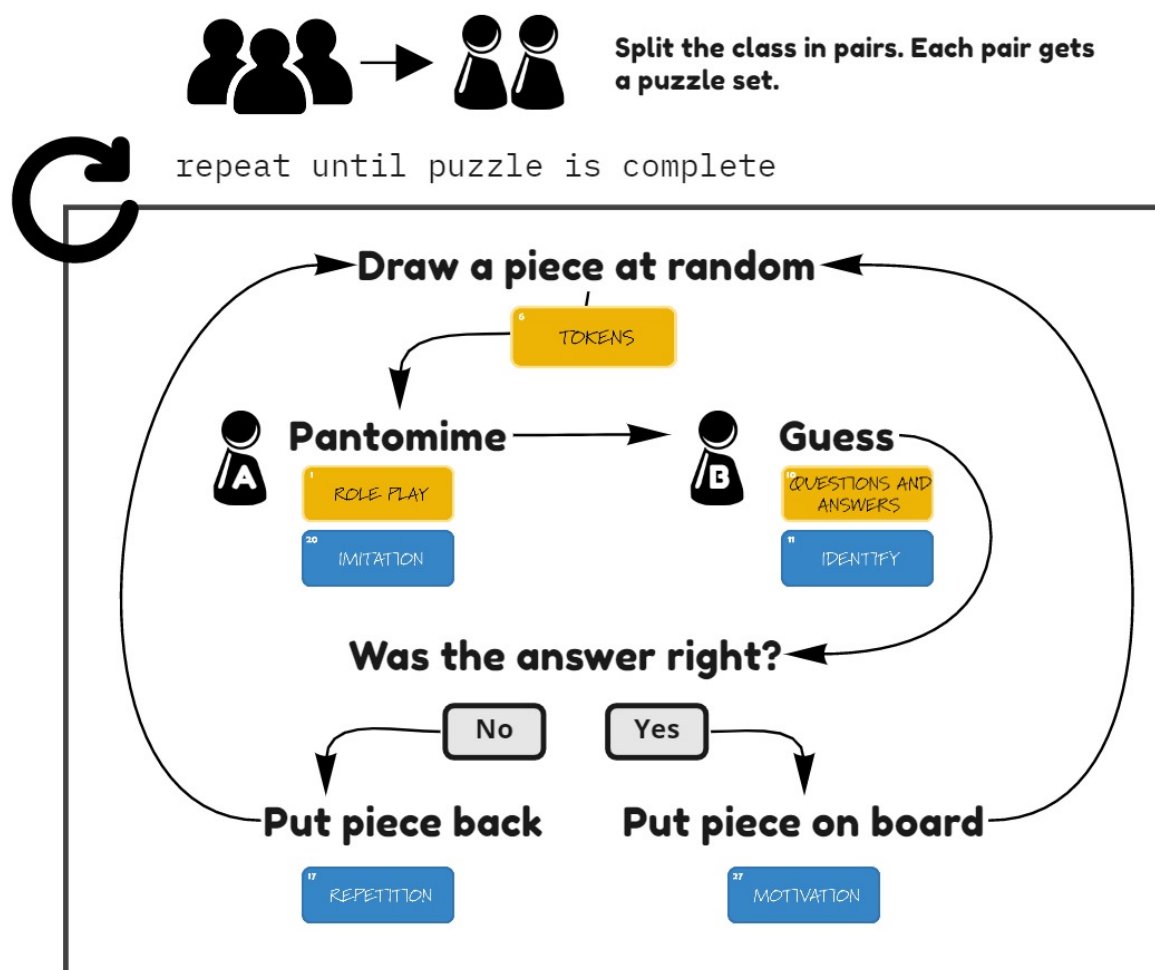 Split the class in pairs. Each pair gets
a puzzle set.
repeat until puzzle is complete
Draw a piece at random
6
TOKENS
A
Pantomime
B
Guess
1
ROLE PLAY
10
QUESTIONS AND
ANSWERS
20
IMITATION
11
IDENTIFY
Was the answer right?
No
Yes
Put piece back
Put piece on board
17
REPETITION
27
MOTIVATION